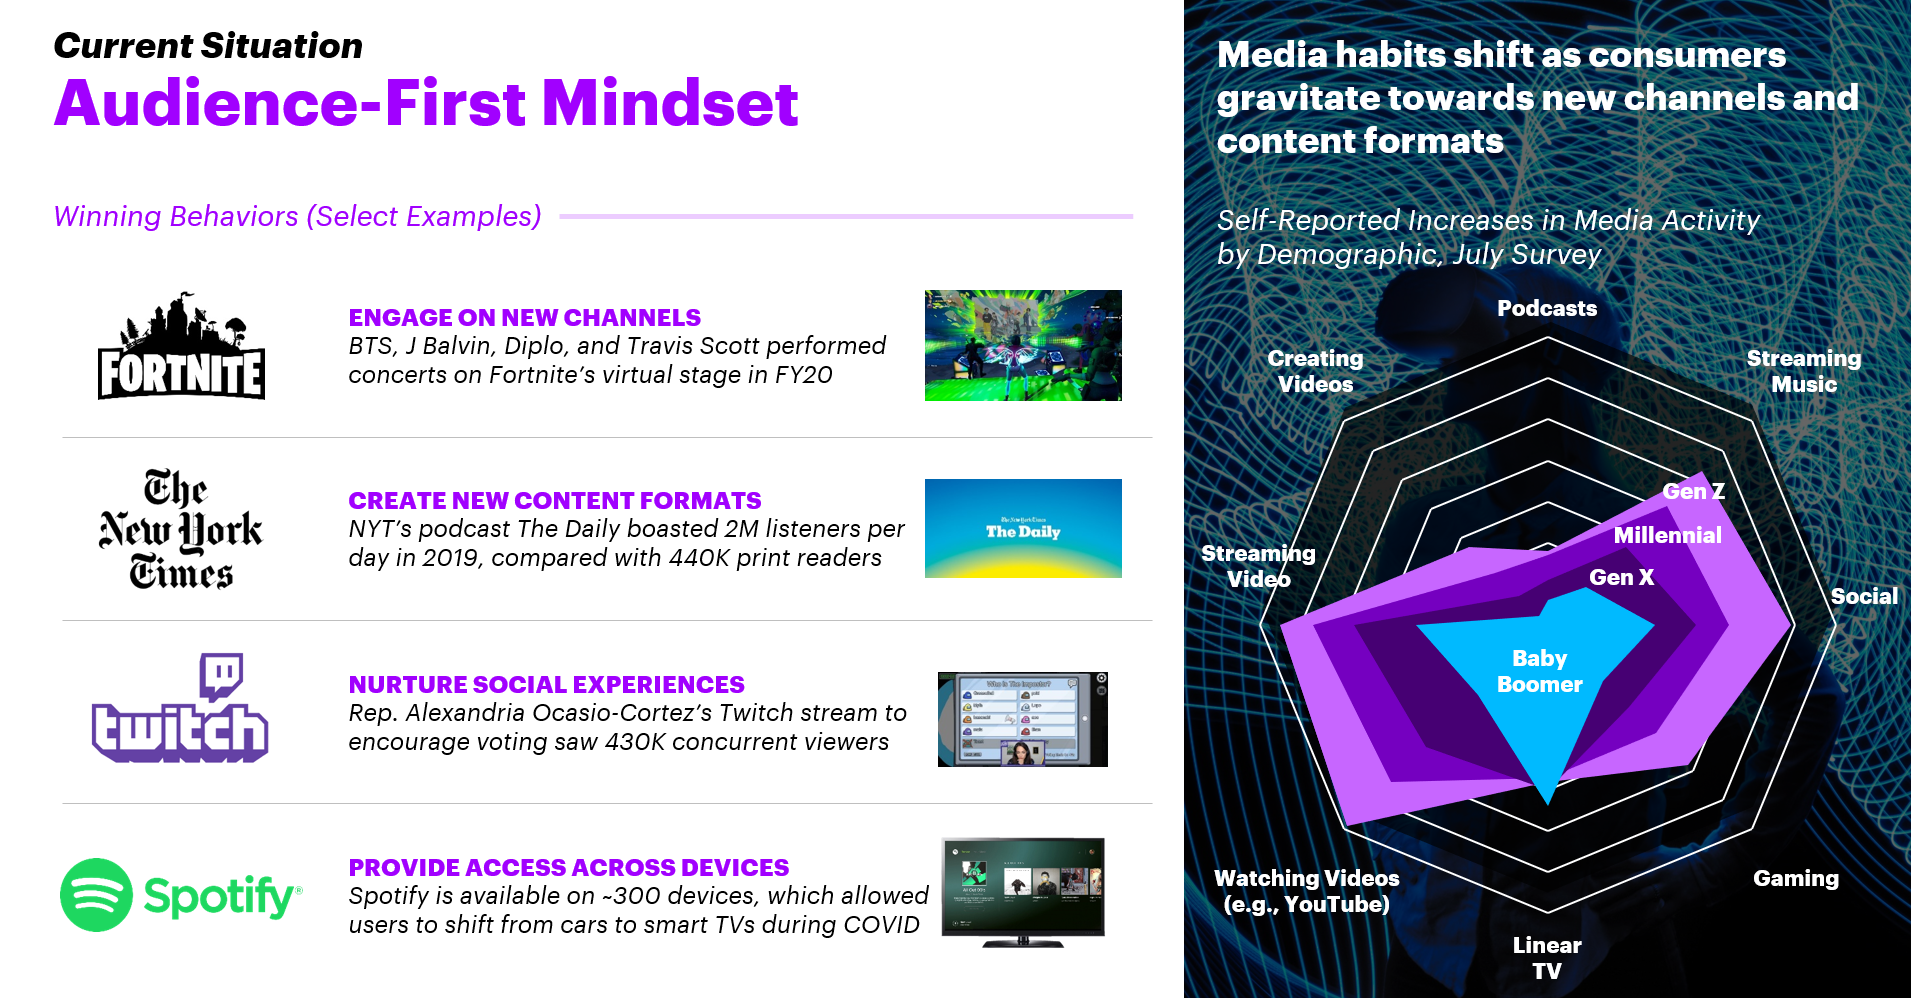 Current Situation
Audience-First Mindset
Winning Behaviors (Select Examples)
FORTNITE
ENGAGE ON NEW CHANNELS
BTS, J Balvin, Diplo, and Travis Scott performed
concerts on Fortnite's virtual stage in FY20
The
New York
Times
CREATE NEW CONTENT FORMATS
NYT's podcast The Daily boasted 2M listeners per
day in 2019, compared with 440K print readers
The New York Times
The Daily
twitch
NURTURE SOCIAL EXPERIENCES
Rep. Alexandria Ocasio-Cortez's Twitch stream to
encourage voting saw 430K concurrent viewers
Who Is The Impostor?
Spotify®
PROVIDE ACCESS ACROSS DEVICES
Spotify is available on ~300 devices, which allowed
users to shift from cars to smart TVs during COVID
Media habits shift as consumers
gravitate towards new channels and
content formats
Self-Reported Increases in Media Activity
by Demographic, July Survey
Podcasts
Creating
Videos
Streaming
Music
Gen Z
Millennial
Streaming
Video
Gen X
Social
Baby
Boomer
Watching Videos
(e.g., YouTube)
Gaming
Linear
TV